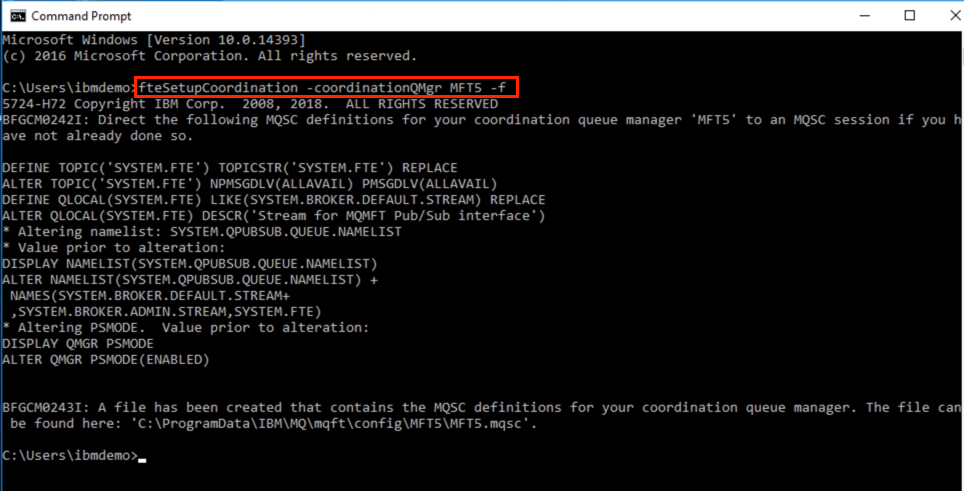 Command Prompt
Microsoft Windows [Version 10.0.14393]
(c) 2016 Microsoft Corporation. All rights reserved.
C:\Users\ibmdemo>fteSetupCoordination -coordinationQMgr MFT5 -f
5724-H72 Copyright IBM Corp.  2008, 2018.  ALL RIGHTS RESERVED
BFGCM0242I: Direct the following MQSC definitions for your coordination queue manager 'MFT5' to an MQSC session if you h
ave not already done so.
DEFINE TOPIC('SYSTEM.FTE') TOPICSTR('SYSTEM.FTE') REPLACE
ALTER TOPIC('SYSTEM.FTE') NPMSGDLV(ALLAVAIL) PMSGDLV(ALLAVAIL)
DEFINE QLOCAL(SYSTEM.FTE) LIKE(SYSTEM.BROKER.DEFAULT.STREAM) REPLACE
ALTER QLOCAL(SYSTEM.FTE) DESCR('Stream for MQMFT Pub/Sub interface')
* Altering namelist: SYSTEM.QPUBSUB.QUEUE.NAMELIST
* Value prior to alteration:
DISPLAY NAMELIST(SYSTEM.QPUBSUB.QUEUE.NAMELIST)
ALTER NAMELIST(SYSTEM.QPUBSUB.QUEUE.NAMELIST) +
 NAMES(SYSTEM.BROKER.DEFAULT.STREAM+
 ,SYSTEM.BROKER.ADMIN.STREAM,SYSTEM.FTE)
* Altering PSMODE.  Value prior to alteration:
DISPLAY QMGR PSMODE
ALTER QMGR PSMODE(ENABLED)
BFGCM0243I: A file has been created that contains the MQSC definitions for your coordination queue manager. The file can
 be found here: 'C:\ProgramData\IBM\MQ\mqft\config\MFT5\MFT5.mqsc'.
C:\Users\ibmdemo>